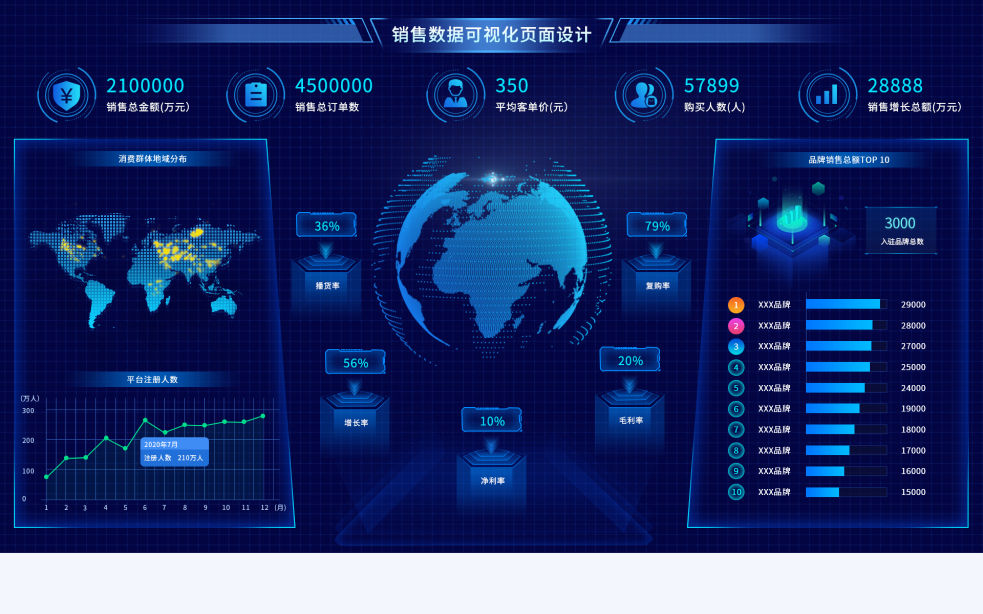 销售数据可视化页面设计
2100000
销售总金额(万元)
4500000
销售总订单数
350
平均客单价(元)
57899
购买人数(人)
28888
销售增长总额(万元)
消费群体地域分布
平台注册人数
(万人)
300
200
100
0
2020年7月
注册人数 210万人
1 2 3 4 5 6 7 8 9 10 11 12 (月)
36%
播货率
79%
复购率
56%
增长率
20%
毛利率
10%
净利率
品牌销售总额TOP 10
3000
入驻品牌总数
1 XXX品牌 29000
2 XXX品牌 28000
3 XXX品牌 27000
4 XXX品牌 25000
5 XXX品牌 24000
6 XXX品牌 19000
7 XXX品牌 18000
8 XXX品牌 17000
9 XXX品牌 16000
10 XXX品牌 15000